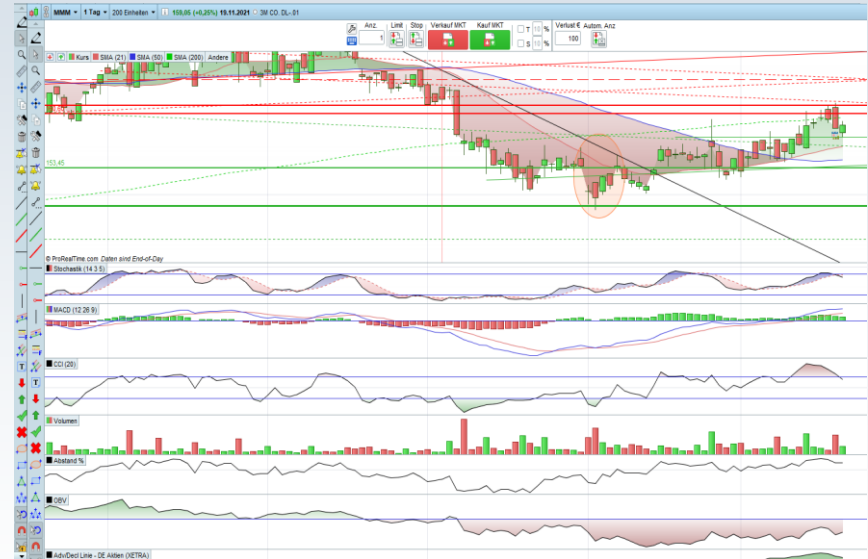 MMM 1 Tag 200 Einheiten 159,05 (+0,25%) 19.11.2021 3M CO. DL-.01
Anz. Limit Stop Verkauf MKT Kauf MKT T 10 % Verlust € Autom. Anz
1 S 10 % 100
Kurs SMA (21) SMA (50) SMA (200) Andere
153,45
© ProRealTime.com Daten sind End-of-Day
Stochastik (14 3 5)
MACD (12 26 9)
CCI (20)
Volumen
Abstand %
OBV
Adv/Decl Linie - DE Aktien (XETRA)